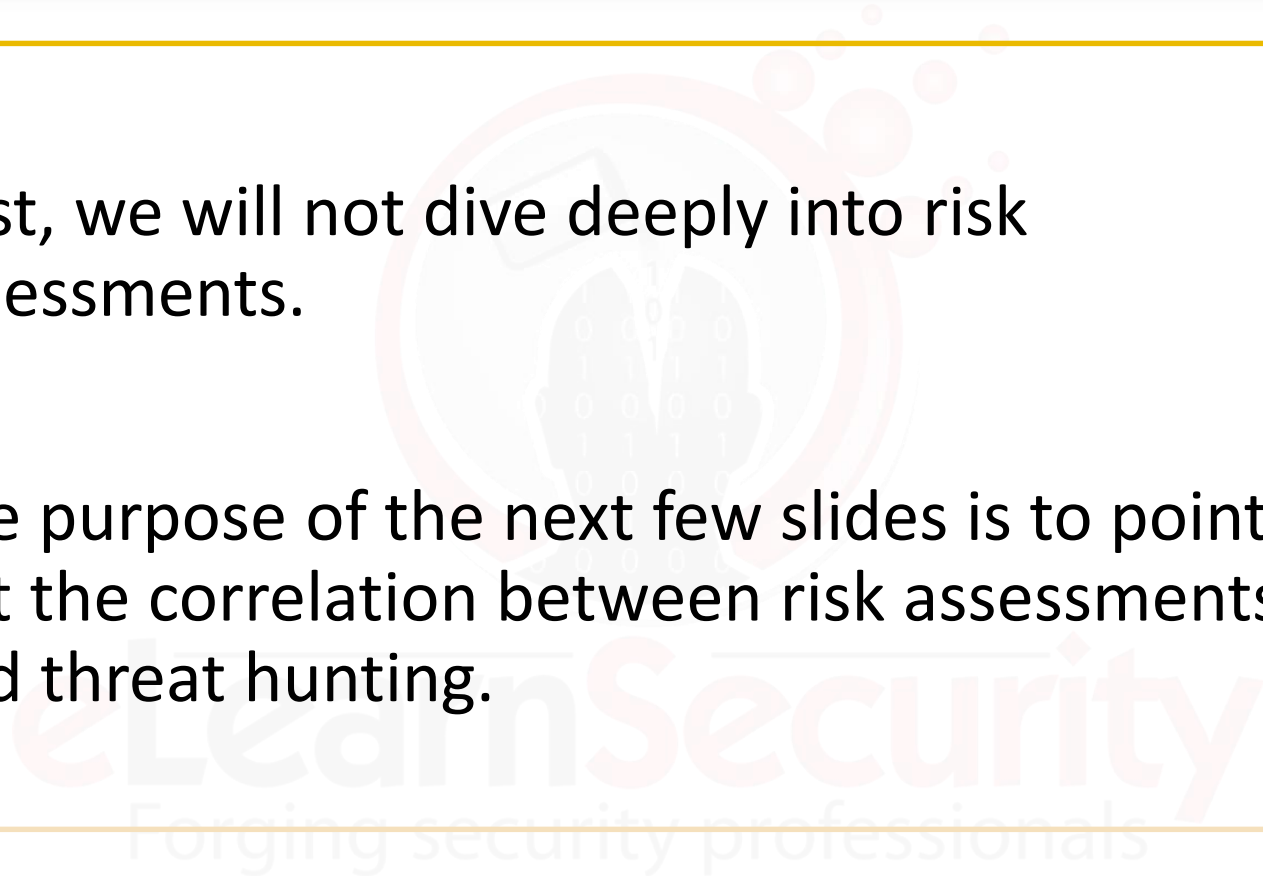 st, we will not dive deeply into risk
essments.
e purpose of the next few slides is to point
t the correlation between risk assessments
d threat hunting.
eLearnSecurity
Forging security professionals